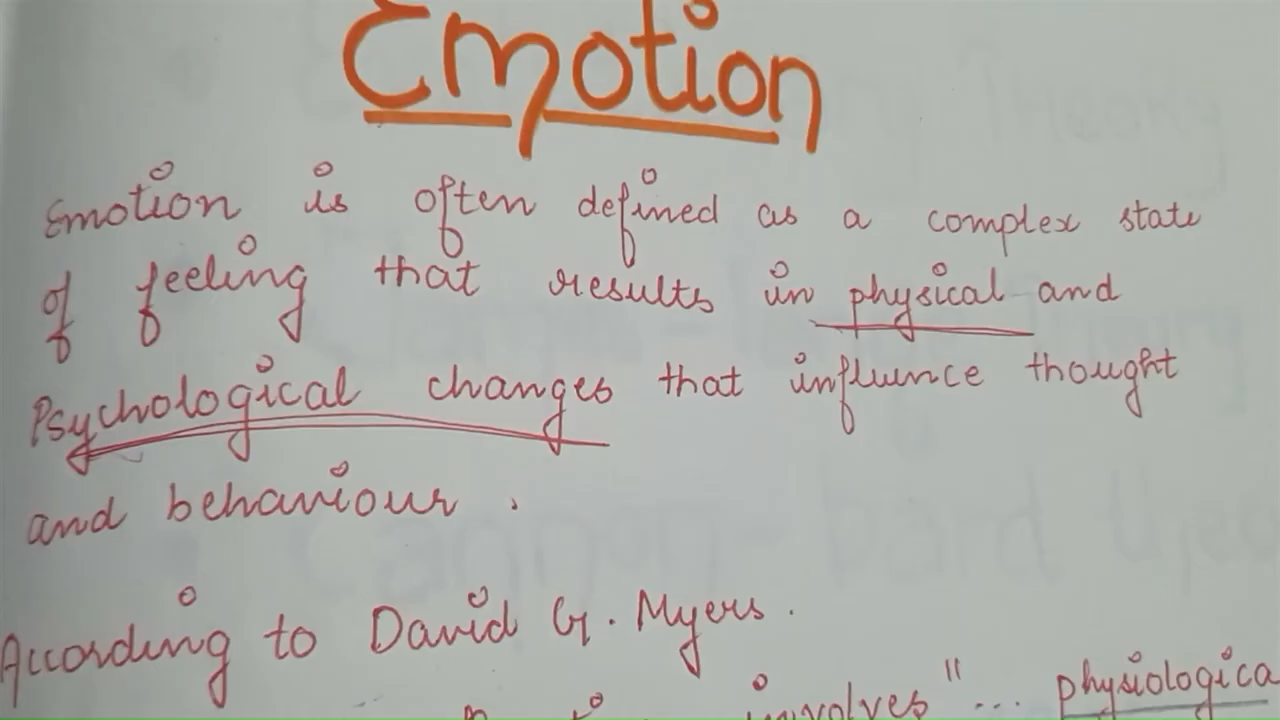 Emotion
Emotion is often defined as a complex state
of feeling that results in physical and
Psychological changes that influence thought
and behaviour.
According to David G. Myers.
involves "... physiologica